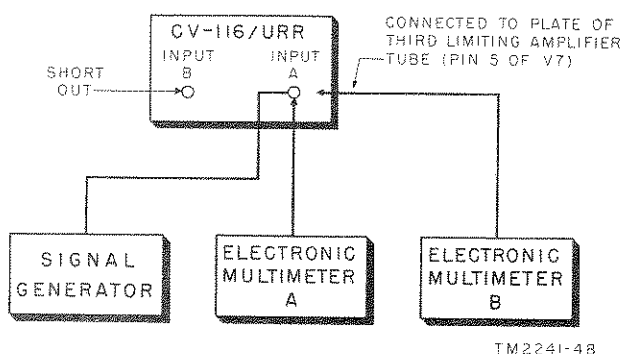 CV-116/URR
INPUT
B
INPUT
A
SHORT
OUT
CONNECTED TO PLATE OF
THIRD LIMITING AMPLIFIER
TUBE (PIN 5 OF V7)
SIGNAL
GENERATOR
ELECTRONIC
MULTIMETER
A
ELECTRONIC
MULTIMETER
B
TM2241-48